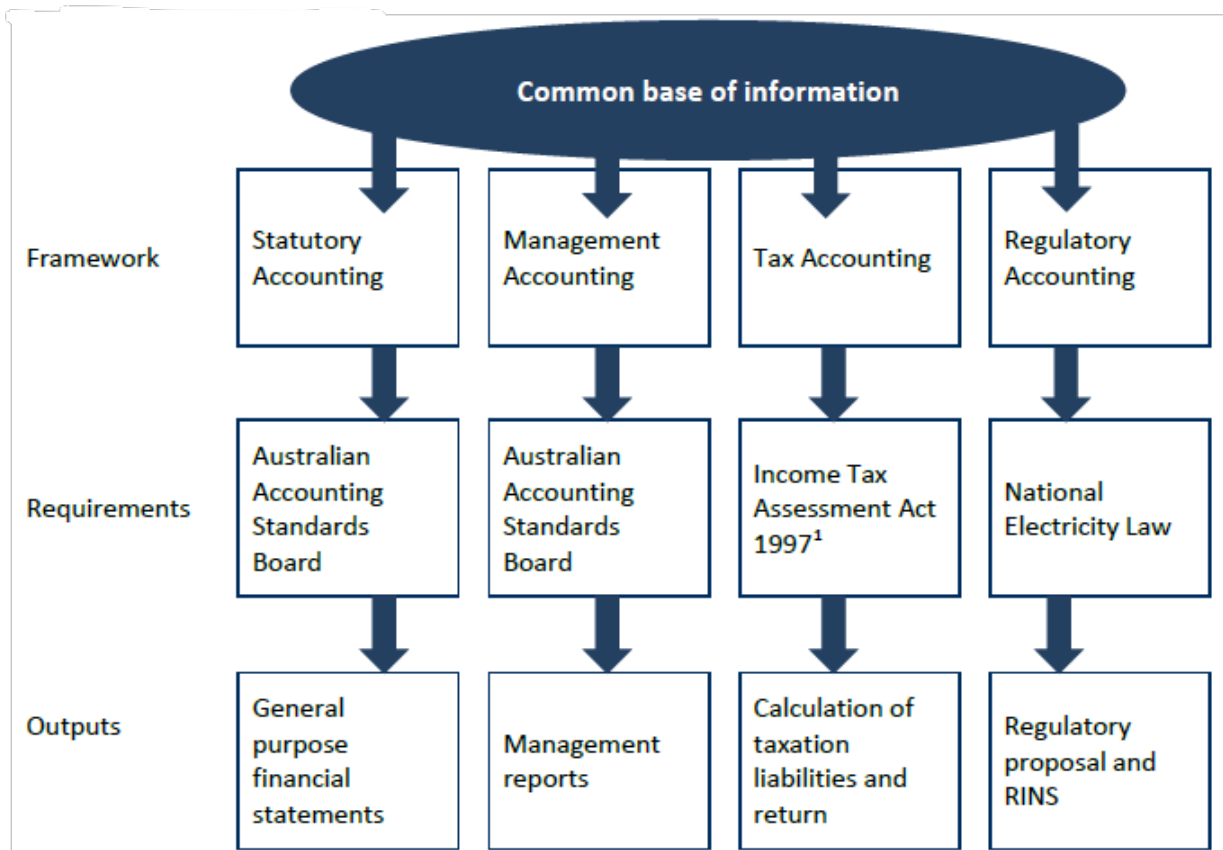 Common base of information
Framework
Statutory
Accounting
Management
Accounting
Tax Accounting
Regulatory
Accounting
Requirements
Australian
Accounting
Standards
Board
Australian
Accounting
Standards
Board
Income Tax
Assessment Act
1997¹
National
Electricity Law
Outputs
General
purpose
financial
statements
Management
reports
Calculation of
taxation
liabilities and
return
Regulatory
proposal and
RINS